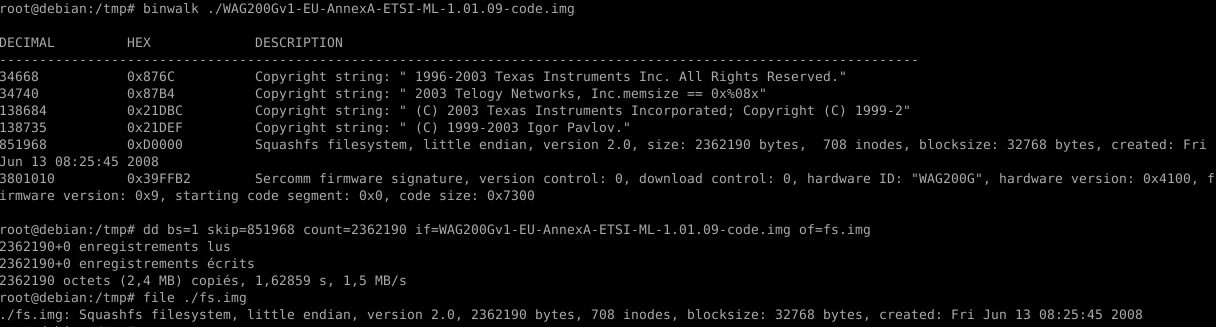 root@debian:/tmp# binwalk ./WAG200Gv1-EU-AnnexA-ETSI-ML-1.01.09-code.img

DECIMAL         HEX             DESCRIPTION
-------------------------------------------------------------------------------------------------------------------
34668           0x876C          Copyright string: " 1996-2003 Texas Instruments Inc. All Rights Reserved."
34740           0x87B4          Copyright string: " 2003 Telogy Networks, Inc.memsize == 0x%08x"
138684          0x21DBC         Copyright string: " (C) 2003 Texas Instruments Incorporated; Copyright (C) 1999-2"
138735          0x21DEF         Copyright string: " (C) 1999-2003 Igor Pavlov."
851968          0xD0000         Squashfs filesystem, little endian, version 2.0, size: 2362190 bytes,  708 inodes, blocksize: 32768 bytes, created: Fri
Jun 13 08:25:45 2008
3801010         0x39FFB2        Sercomm firmware signature, version control: 0, download control: 0, hardware ID: "WAG200G", hardware version: 0x4100, f
irmware version: 0x9, starting code segment: 0x0, code size: 0x7300

root@debian:/tmp# dd bs=1 skip=851968 count=2362190 if=WAG200Gv1-EU-AnnexA-ETSI-ML-1.01.09-code.img of=fs.img
2362190+0 enregistrements lus
2362190+0 enregistrements écrits
2362190 octets (2,4 MB) copiés, 1,62859 s, 1,5 MB/s
root@debian:/tmp# file ./fs.img
./fs.img: Squashfs filesystem, little endian, version 2.0, 2362190 bytes, 708 inodes, blocksize: 32768 bytes, created: Fri Jun 13 08:25:45 2008